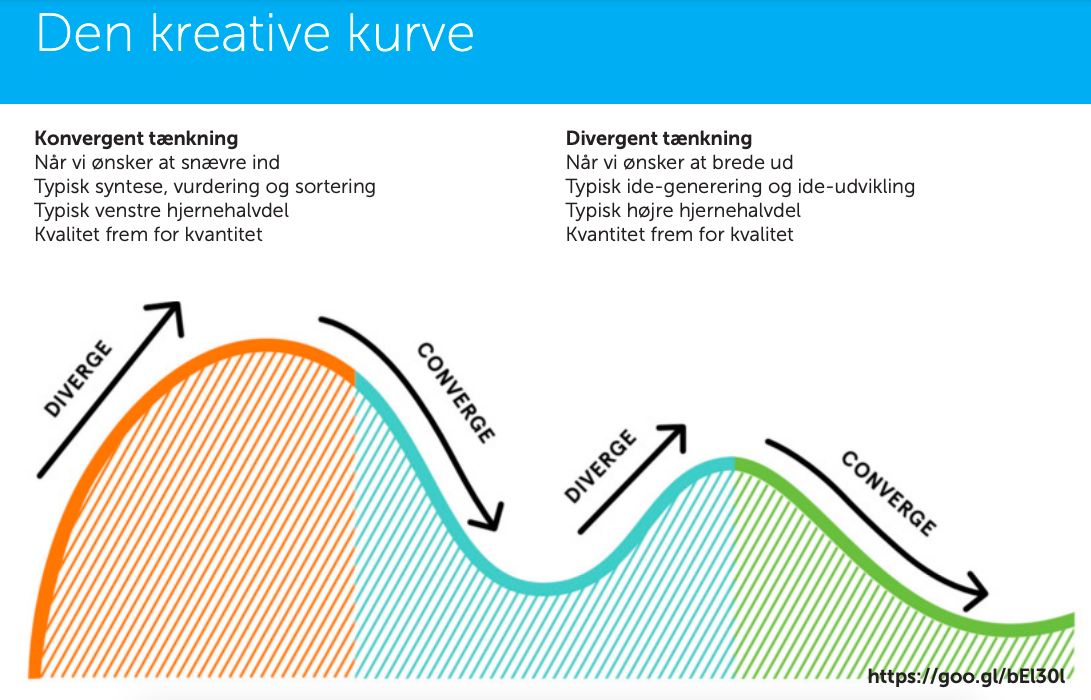 Den kreative kurve
Konvergent tænkning
Når vi ønsker at snævre ind
Typisk syntese, vurdering og sortering
Typisk venstre hjernehalvdel
Kvalitet frem for kvantitet
Divergent tænkning
Når vi ønsker at brede ud
Typisk ide-generering og ide-udvikling
Typisk højre hjernehalvdel
Kvantitet frem for kvalitet
DIVERGE
CONVERGE
DIVERGE
CONVERGE
https://goo.gl/bEl30l